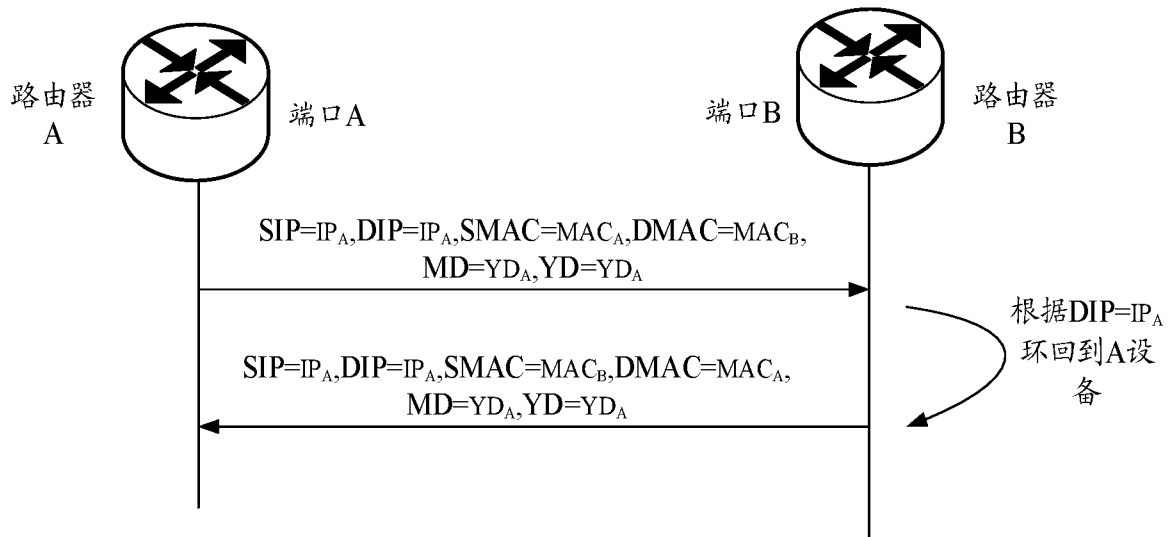 路由器
A
端口A
端口B
路由器
B
SIP=IPA,DIP=IPA,SMAC=MACA,DMAC=MACB,
MD=YDA,YD=YDA
根据DIP=IPA
环回到A设
备
SIP=IPA,DIP=IPA,SMAC=MACB,DMAC=MACA,
MD=YDA,YD=YDA